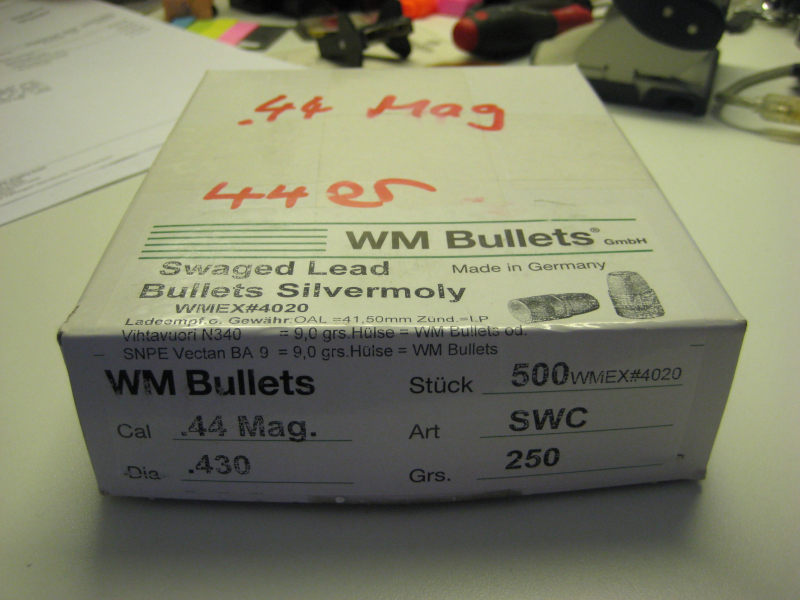 .44 Mag
44er
WM Bullets® GmbH
Swaged Lead
Made in Germany
Bullets Silvermoly
WMEX#4020
Ladeempf.o. Gewähr:OAL =41,50mm Zünd.=LP
Vihtavuori N340 = 9,0 grs.Hülse = WM Bullets od.
SNPE Vectan BA 9 = 9,0 grs.Hülse = WM Bullets
WM Bullets
Stück 500 WMEX#4020
Cal .44 Mag.
Art SWC
Dia .430
Grs. 250